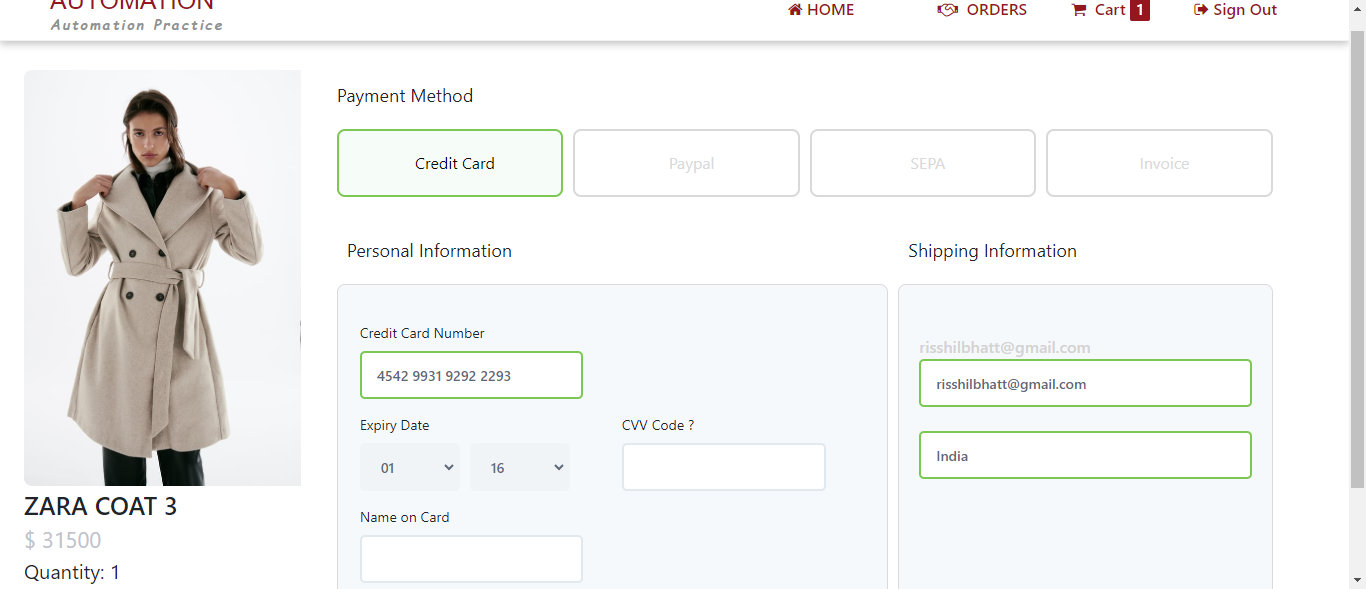 AUTOMATION
Automation Practice
HOME
ORDERS
Cart 1
Sign Out
Payment Method
Credit Card
Paypal
SEPA
Invoice
Personal Information
Credit Card Number
4542 9931 9292 2293
Expiry Date
01
16
CVV Code ?
Name on Card
Shipping Information
risshilbhatt@gmail.com
risshilbhatt@gmail.com
India
ZARA COAT 3
$ 31500
Quantity: 1